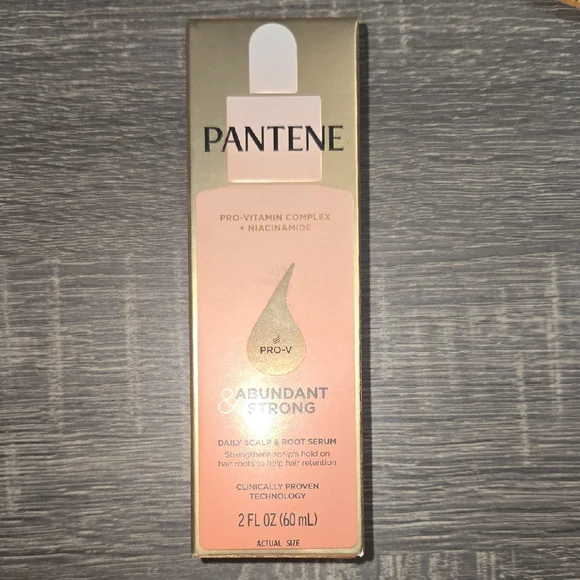 PANTENE
PRO-VITAMIN COMPLEX
+ NIACINAMIDE
PRO-V
ABUNDANT
& STRONG
DAILY SCALP & ROOT SERUM
Strengthens scalp's hold on
hair roots to help hair retention
CLINICALLY PROVEN
TECHNOLOGY
2 FL OZ (60 mL)
ACTUAL SIZE